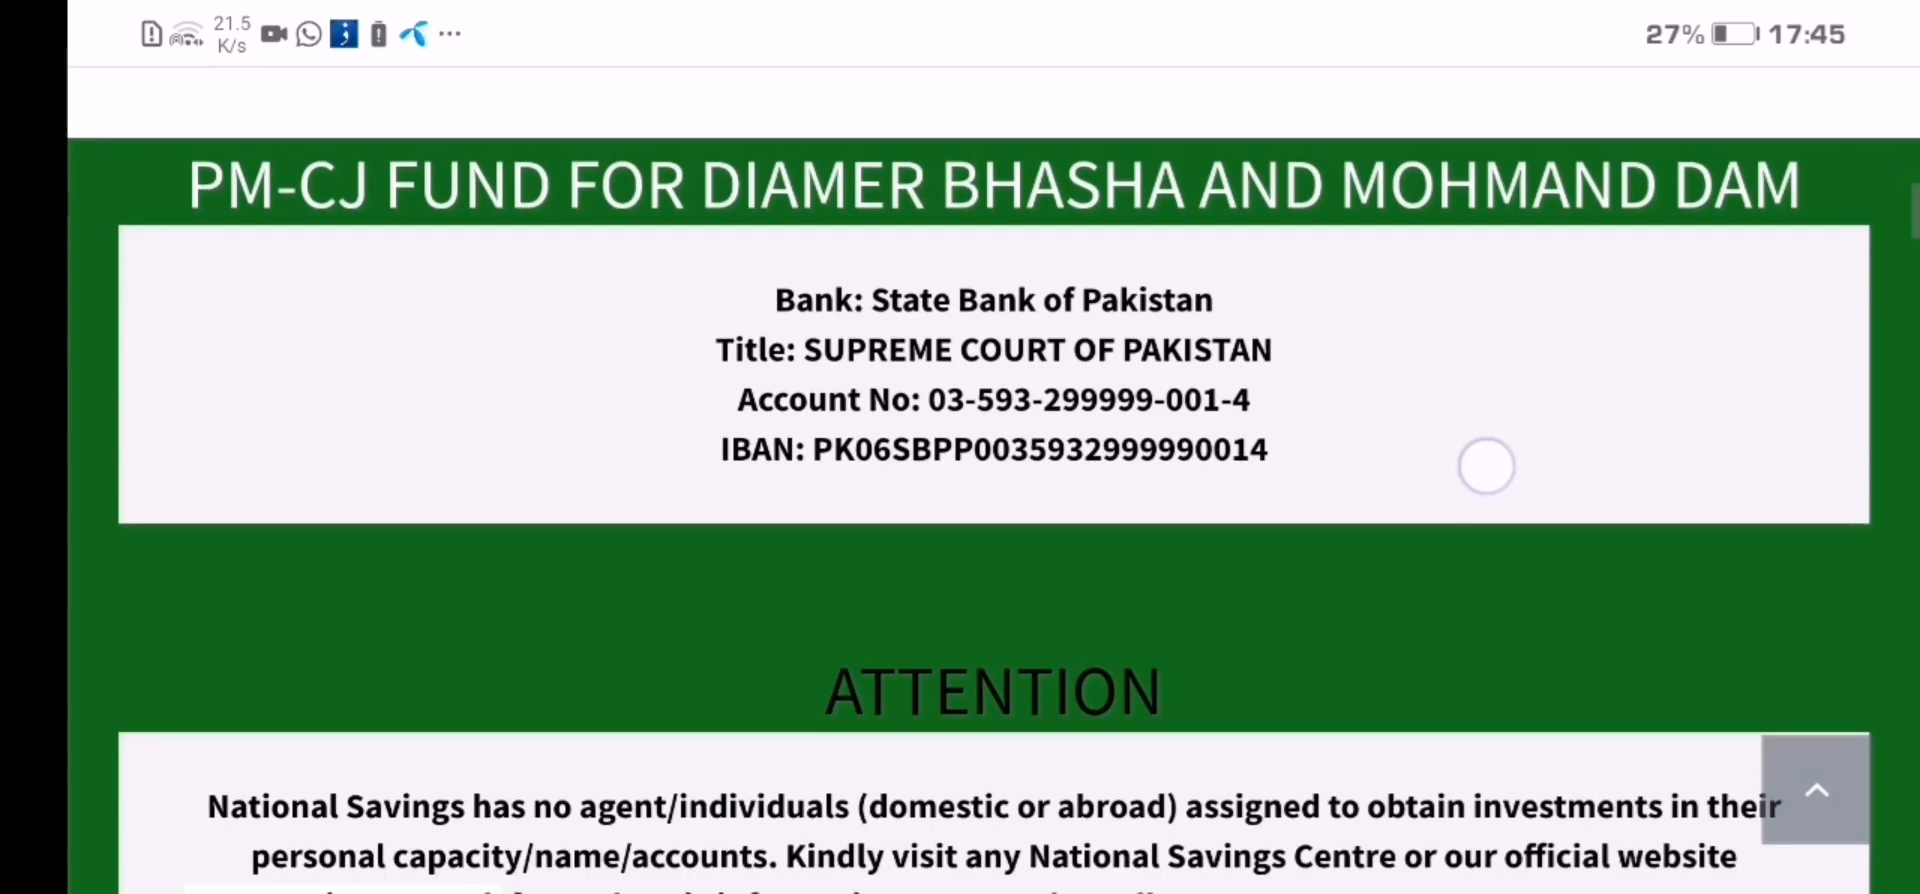 21.5
K/s
27%
17:45
PM-CJ FUND FOR DIAMER BHASHA AND MOHMAND DAM
Bank: State Bank of Pakistan
Title: SUPREME COURT OF PAKISTAN
Account No: 03-593-299999-001-4
IBAN: PK06SBPP0035932999990014
ATTENTION
National Savings has no agent/individuals (domestic or abroad) assigned to obtain investments in their
personal capacity/name/accounts. Kindly visit any National Savings Centre or our official website